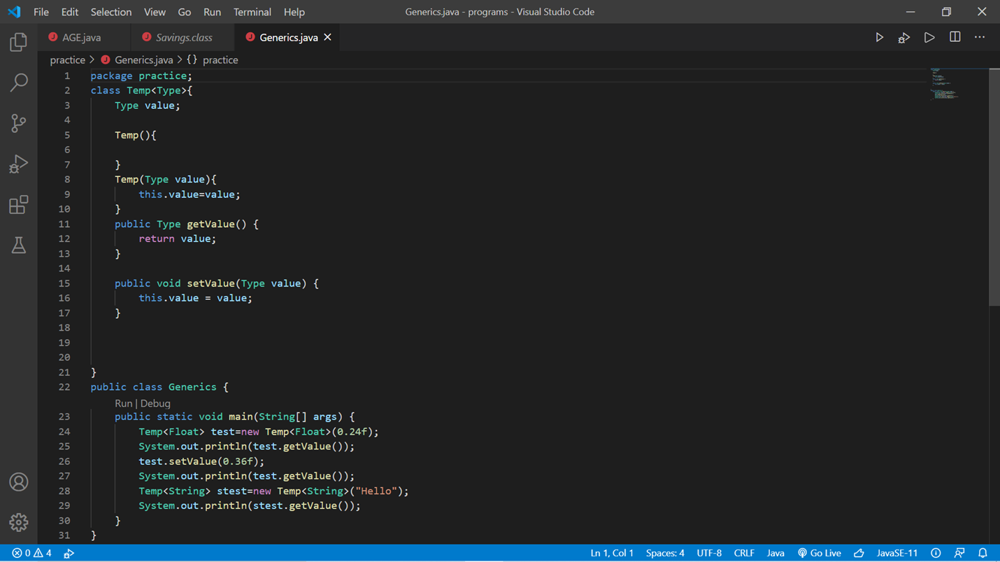 File Edit Selection View Go Run Terminal Help Generics.java - programs - Visual Studio Code
AGE.java Savings.class Generics.java
practice > Generics.java > {} practice
1 package practice;
2 class Temp<Type>{
3     Type value;
4
5     Temp(){
6
7     }
8     Temp(Type value){
9         this.value=value;
10     }
11     public Type getValue() {
12         return value;
13     }
14
15     public void setValue(Type value) {
16         this.value = value;
17     }
18
19
20
21 }
22 public class Generics {
Run | Debug
23     public static void main(String[] args) {
24         Temp<Float> test=new Temp<Float>(0.24f);
25         System.out.println(test.getValue());
26         test.setValue(0.36f);
27         System.out.println(test.getValue());
28         Temp<String> stest=new Temp<String>("Hello");
29         System.out.println(stest.getValue());
30     }
31 }
0 4 Ln 1, Col 1 Spaces: 4 UTF-8 CRLF Java Go Live JavaSE-11